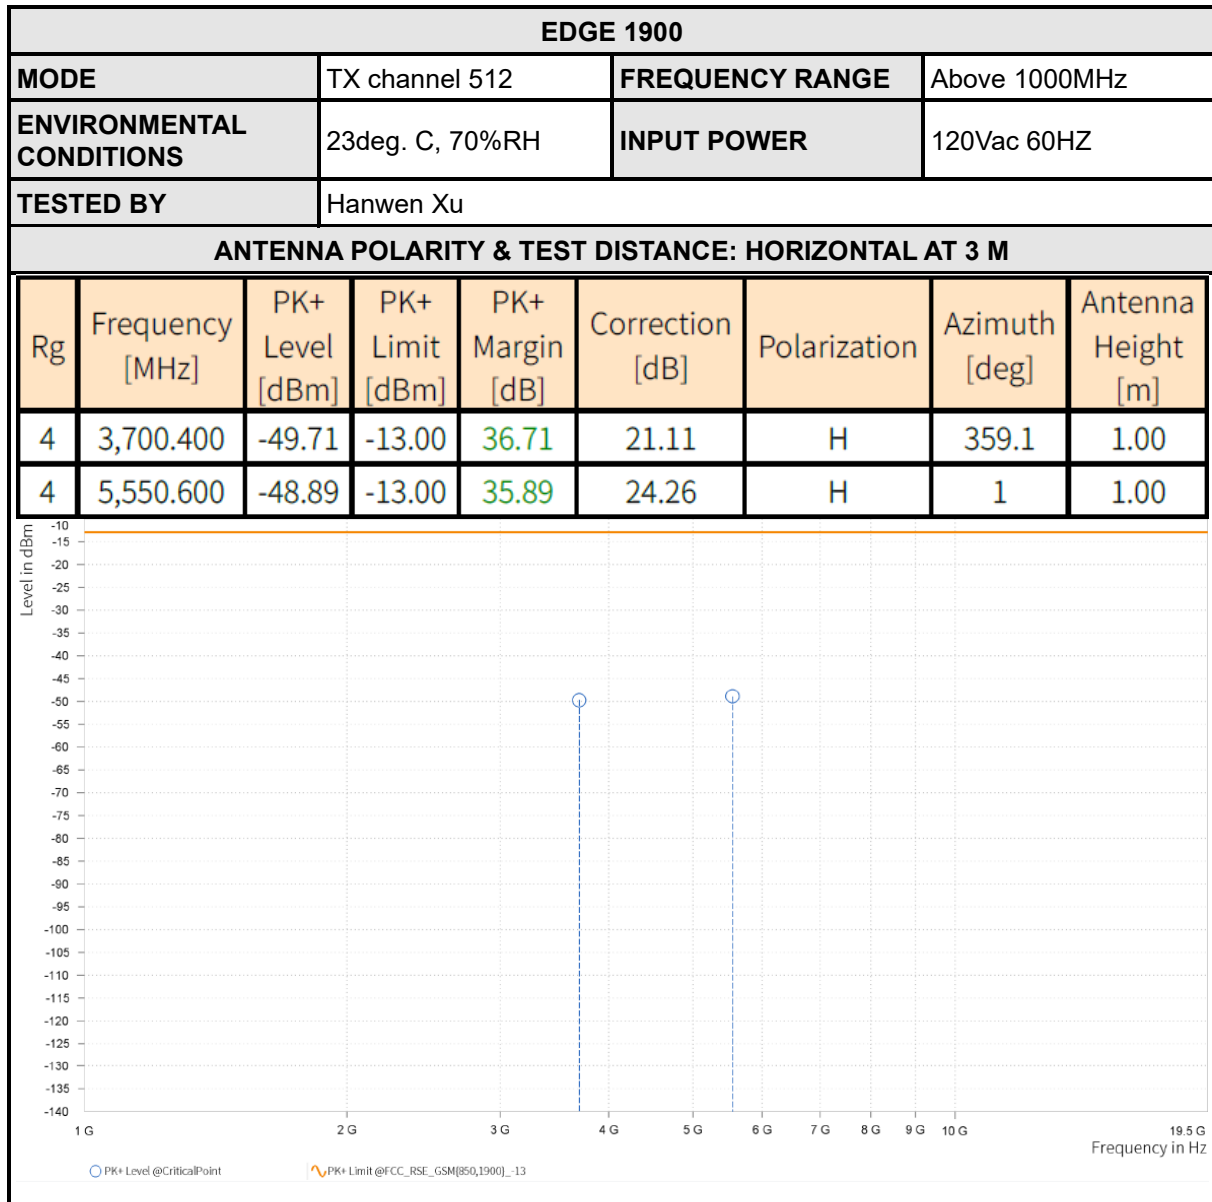 EDGE 1900
MODE TX channel 512 FREQUENCY RANGE Above 1000MHz
ENVIRONMENTAL CONDITIONS 23deg. C, 70%RH INPUT POWER 120Vac 60HZ
TESTED BY Hanwen Xu
ANTENNA POLARITY & TEST DISTANCE: HORIZONTAL AT 3 M
Rg Frequency [MHz] PK+ Level [dBm] PK+ Limit [dBm] PK+ Margin [dB] Correction [dB] Polarization Azimuth [deg] Antenna Height [m]
4 3,700.400 -49.71 -13.00 36.71 21.11 H 359.1 1.00
4 5,550.600 -48.89 -13.00 35.89 24.26 H 1 1.00
Level in dBm
-10
-15
-20
-25
-30
-35
-40
-45
-50
-55
-60
-65
-70
-75
-80
-85
-90
-95
-100
-105
-110
-115
-120
-125
-130
-135
-140
1 G 2 G 3 G 4 G 5 G 6 G 7 G 8 G 9 G 10 G 19.5 G
Frequency in Hz
PK+ Level @CriticalPoint PK+ Limit @FCC_RSE_GSM(850,1900)_-13